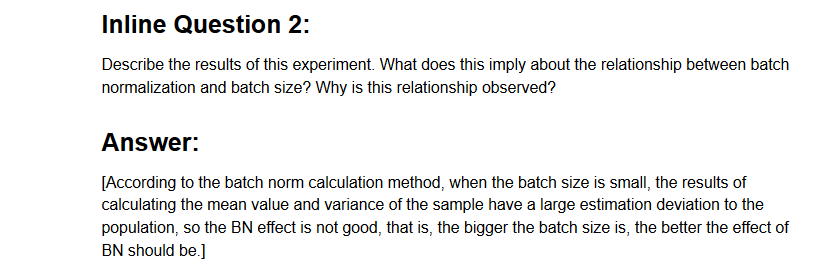 Inline Question 2:
Describe the results of this experiment. What does this imply about the relationship between batch
normalization and batch size? Why is this relationship observed?
Answer:
[According to the batch norm calculation method, when the batch size is small, the results of
calculating the mean value and variance of the sample have a large estimation deviation to the
population, so the BN effect is not good, that is, the bigger the batch size is, the better the effect of
BN should be.]